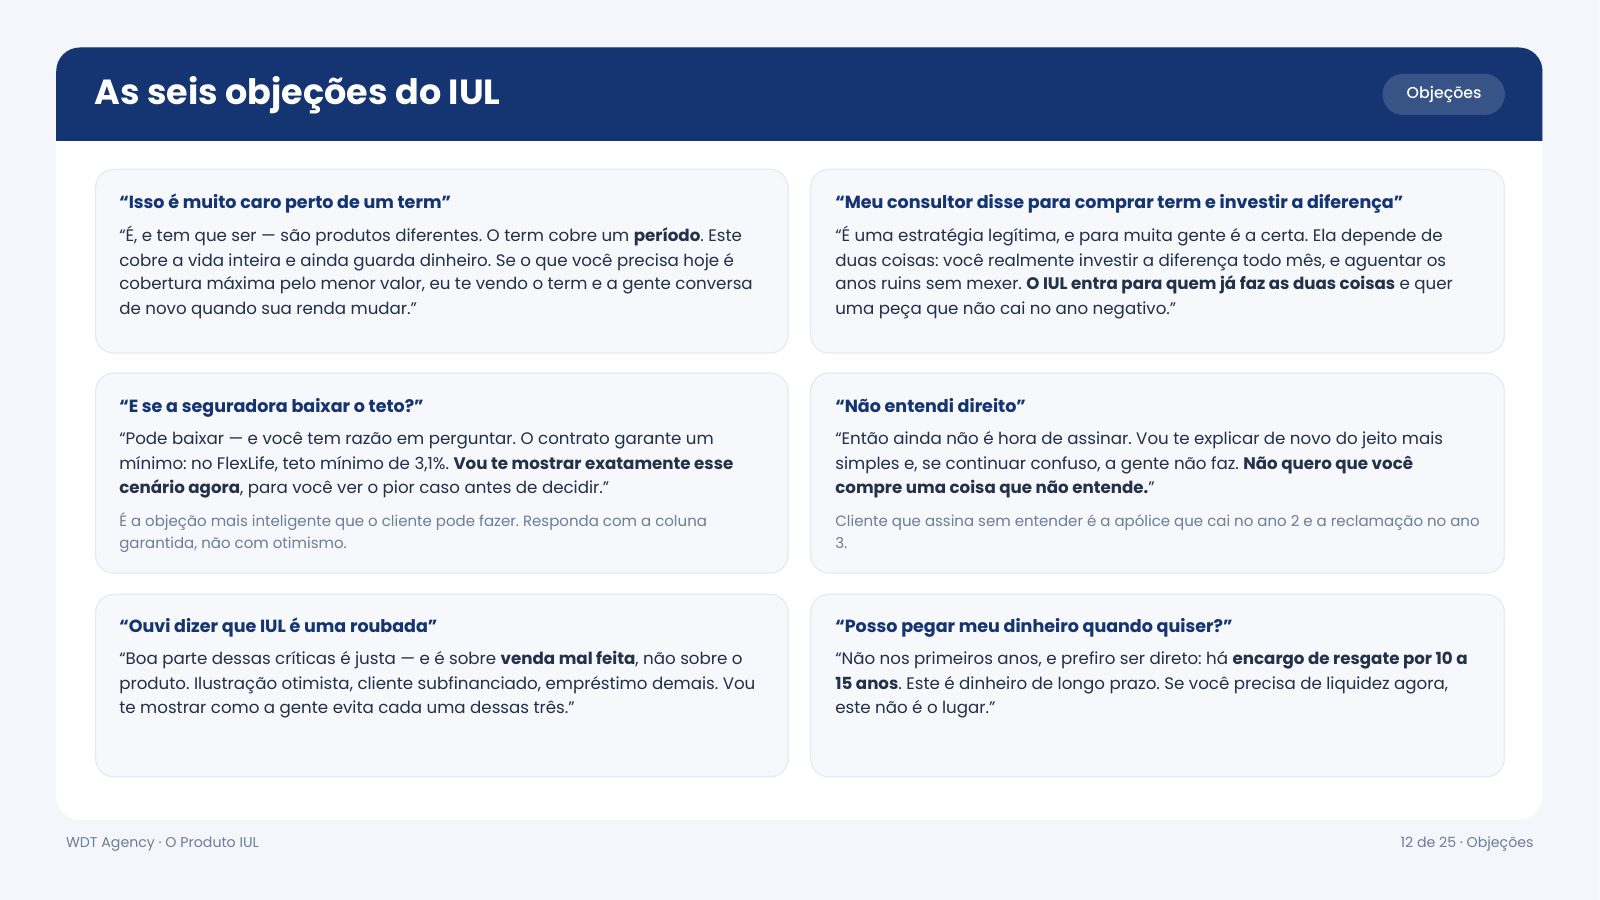 As seis objeções do IUL
Objeções
“Isso é muito caro perto de um term”
“É, e tem que ser — são produtos diferentes. O term cobre um período. Este
cobre a vida inteira e ainda guarda dinheiro. Se o que você precisa hoje é
cobertura máxima pelo menor valor, eu te vendo o term e a gente conversa
de novo quando sua renda mudar.”
“Meu consultor disse para comprar term e investir a diferença”
“É uma estratégia legítima, e para muita gente é a certa. Ela depende de
duas coisas: você realmente investir a diferença todo mês, e aguentar os
anos ruins sem mexer. O IUL entra para quem já faz as duas coisas e quer
uma peça que não cai no ano negativo.”
“E se a seguradora baixar o teto?”
“Pode baixar — e você tem razão em perguntar. O contrato garante um
mínimo: no FlexLife, teto mínimo de 3,1%. Vou te mostrar exatamente esse
cenário agora, para você ver o pior caso antes de decidir.”
É a objeção mais inteligente que o cliente pode fazer. Responda com a coluna
garantida, não com otimismo.
“Não entendi direito”
“Então ainda não é hora de assinar. Vou te explicar de novo do jeito mais
simples e, se continuar confuso, a gente não faz. Não quero que você
compre uma coisa que não entende.”
Cliente que assina sem entender é a apólice que cai no ano 2 e a reclamação no ano
3.
“Ouvi dizer que IUL é uma roubada”
“Boa parte dessas críticas é justa — e é sobre venda mal feita, não sobre o
produto. Ilustração otimista, cliente subfinanciado, empréstimo demais. Vou
te mostrar como a gente evita cada uma dessas três.”
“Posso pegar meu dinheiro quando quiser?”
“Não nos primeiros anos, e prefiro ser direto: há encargo de resgate por 10 a
15 anos. Este é dinheiro de longo prazo. Se você precisa de liquidez agora,
este não é o lugar.”
WDT Agency · O Produto IUL
12 de 25 · Objeções